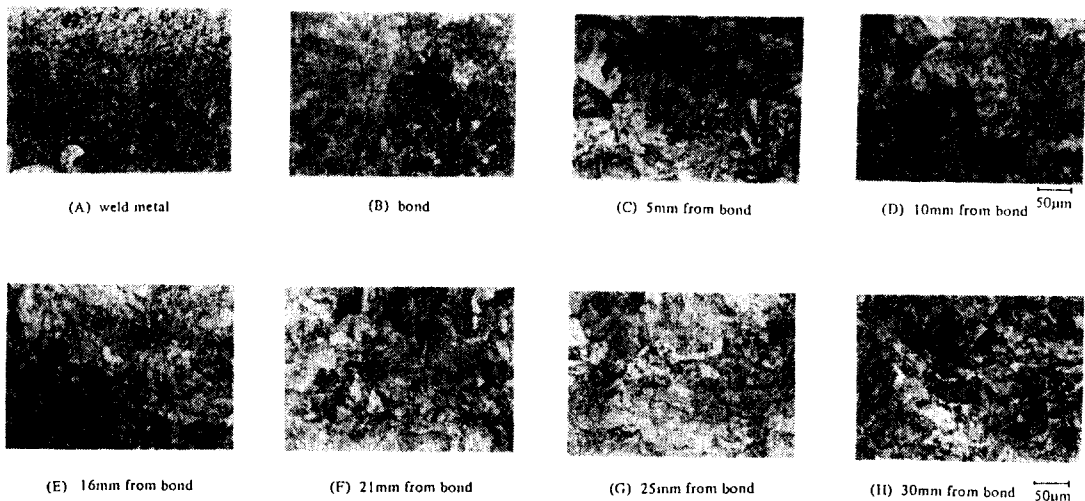 (A) weld metal
(B) bond
(C) 5mm from bond
(D) 10mm from bond
50µm
(E) 16mm from bond
(F) 21mm from bond
(G) 25mm from bond
(H) 30mm from bond
50µm